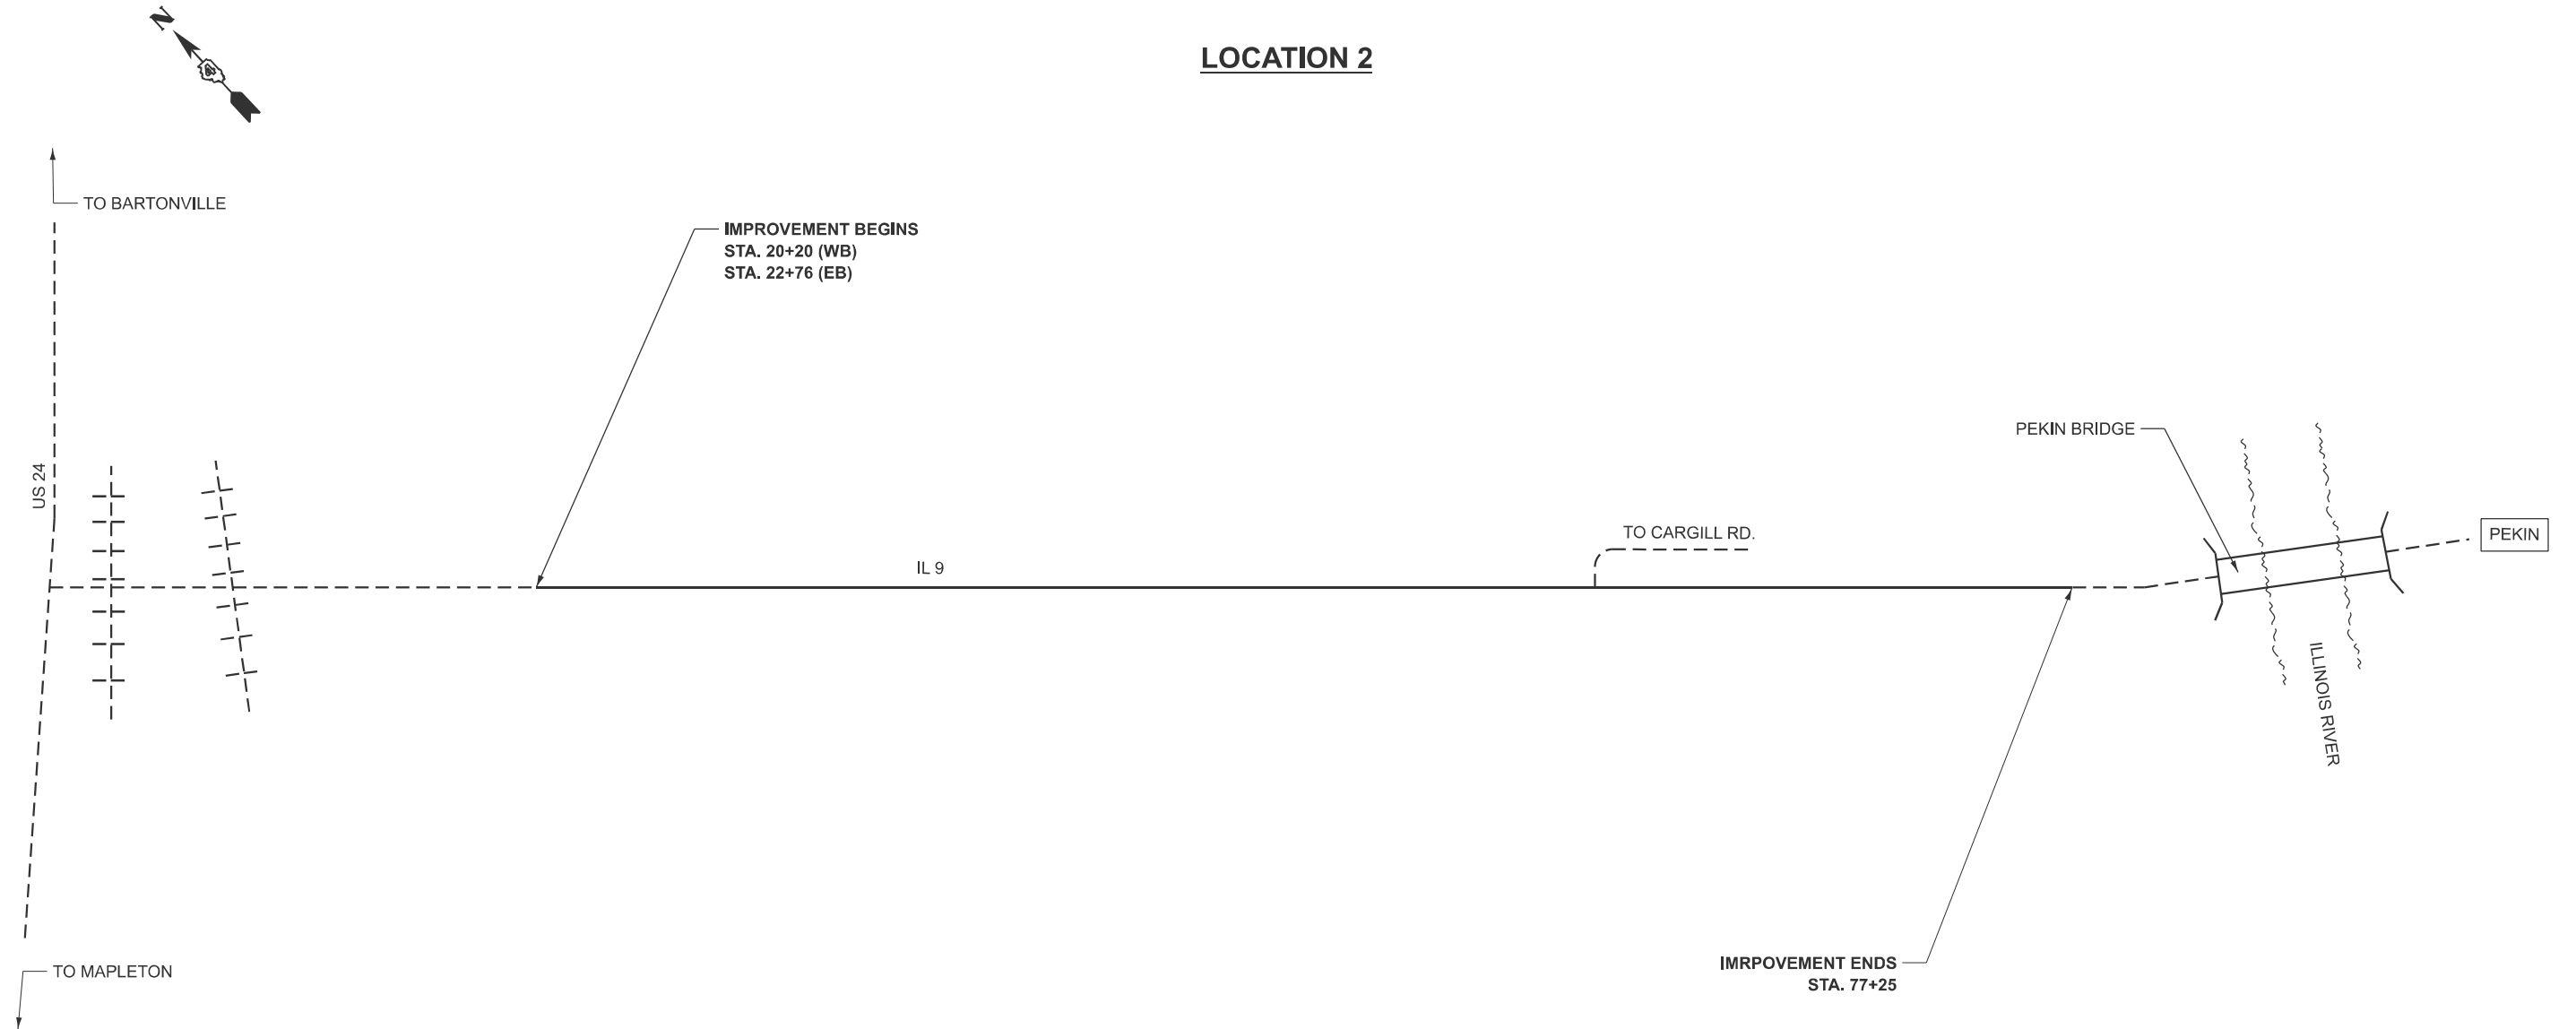 LOCATION 2
N
TO BARTONVILLE
IMPROVEMENT BEGINS
STA. 20+20 (WB)
STA. 22+76 (EB)
US 24
PEKIN BRIDGE
TO CARGILL RD.
PEKIN
IL 9
ILLINOIS RIVER
IMRPOVEMENT ENDS
STA. 77+25
TO MAPLETON